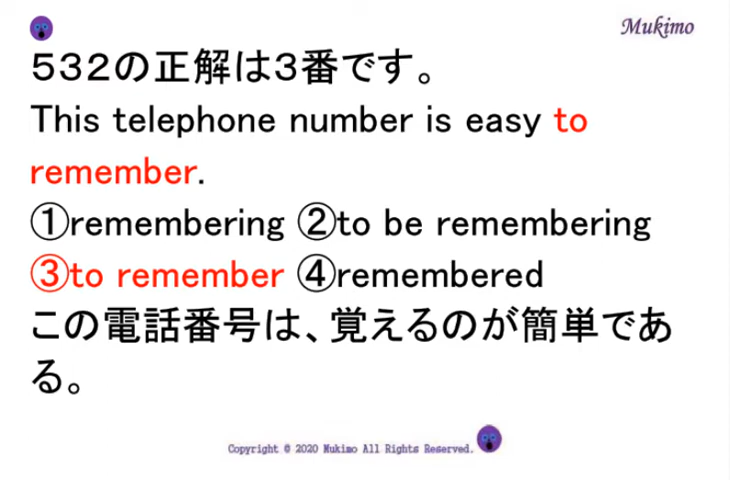 Mukimo
５３２の正解は３番です。
This telephone number is easy to
remember.
①remembering ②to be remembering
③to remember ④remembered
この電話番号は、覚えるのが簡単であ
る。
Copyright © 2020 Mukimo All Rights Reserved.